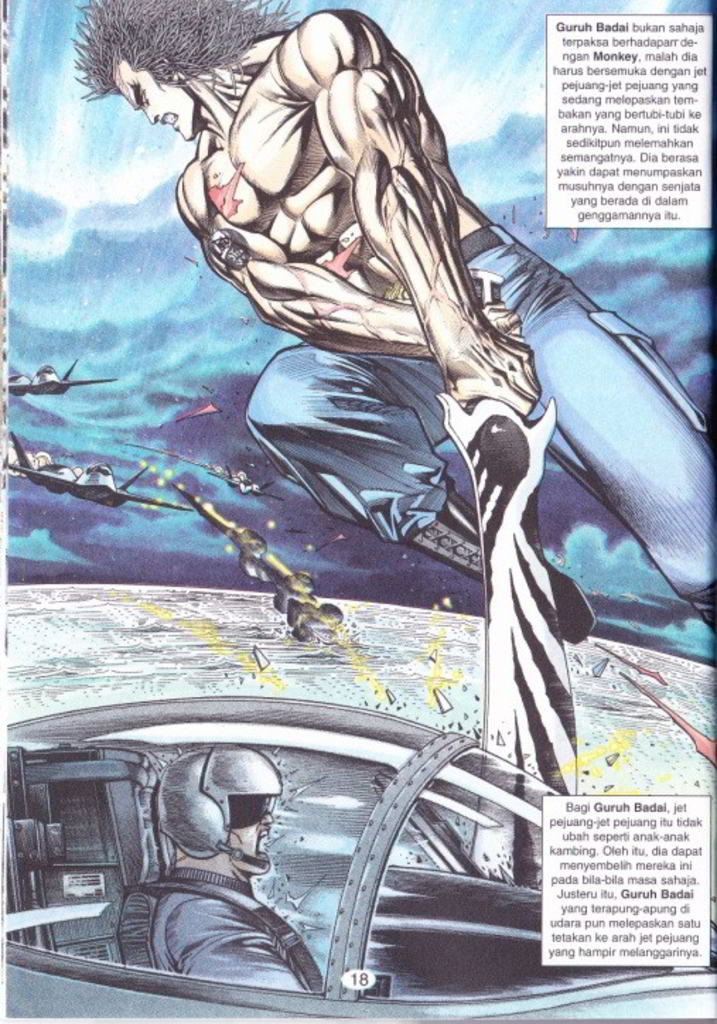 Guruh Badai bukan sahaja
terpaksa berhadapan de-
ngan Monkey, malah dia
harus bersemuka dengan jet
pejuang-jet pejuang yang
sedang melepaskan tem-
bakan yang bertubi-tubi ke
arahnya. Namun, ini tidak
sedikitpun melemahkan
semangatnya. Dia berasa
yakin dapat menumpaskan
musuhnya dengan senjata
yang berada di dalam
genggamannya itu.
Bagi Guruh Badai, jet
pejuang-jet pejuang itu tidak
ubah seperti anak-anak
kambing. Oleh itu, dia dapat
menyembelih mereka ini
pada bila-bila masa sahaja.
Justeru itu, Guruh Badai
yang terapung-apung di
udara pun melepaskan satu
tetakan ke arah jet pejuang
yang hampir melanggarinya.
18